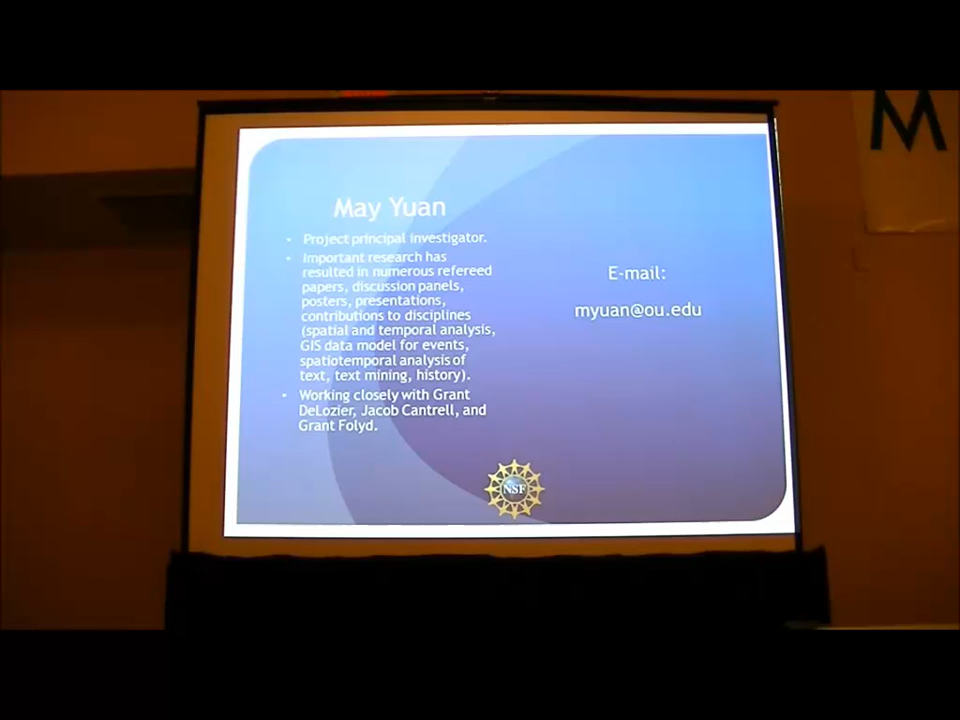 M
May Yuan
• Project principal investigator.
• Important research has
resulted in numerous refereed
papers, discussion panels,
posters, presentations,
contributions to disciplines
(spatial and temporal analysis,
GIS data model for events,
spatiotemporal analysis of
text, text mining, history).
• Working closely with Grant
DeLozier, Jacob Cantrell, and
Grant Folyd.
E-mail:
myuan@ou.edu
NSF